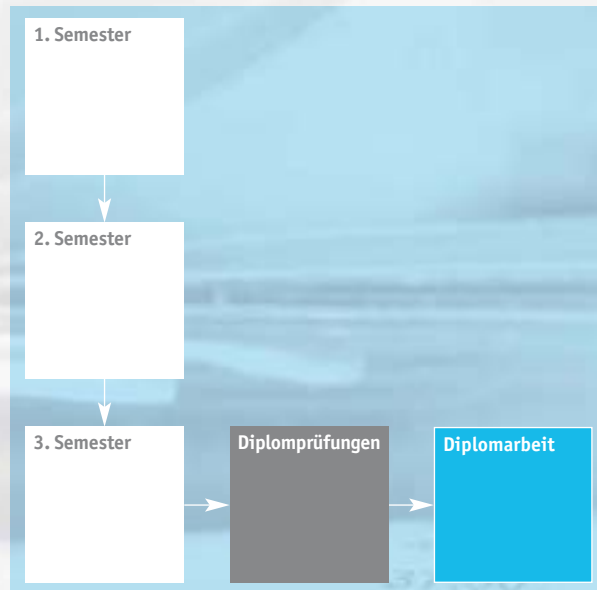 1. Semester
2. Semester
3. Semester
Diplomprüfungen
Diplomarbeit